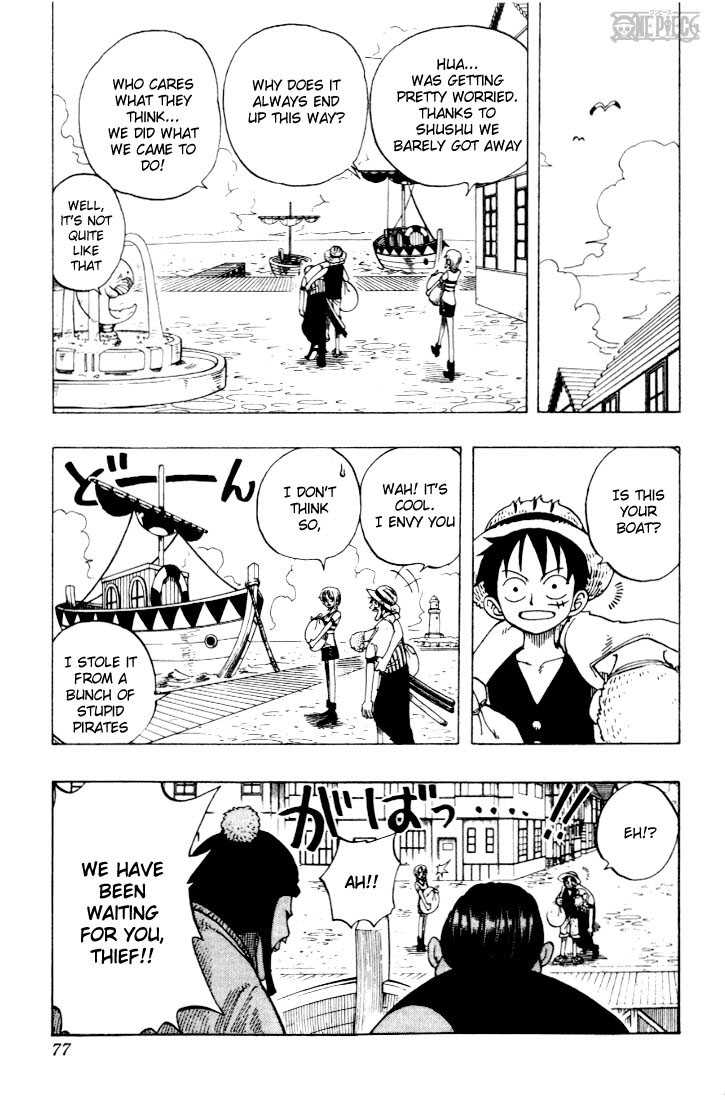 ONE PIECE
HUA...
WAS GETTING
PRETTY WORRIED.
THANKS TO
SHUSHU WE
BARELY GOT AWAY
WHY DOES IT
ALWAYS END
UP THIS WAY?
WHO CARES
WHAT THEY
THINK...
WE DID WHAT
WE CAME TO
DO!
WELL,
IT'S NOT
QUITE
LIKE
THAT
IS THIS
YOUR
BOAT?
WAH! IT'S
COOL.
I ENVY YOU
I DON'T
THINK
SO,
どーーん
I STOLE IT
FROM A
BUNCH OF
STUPID
PIRATES
EH!?
がばっ....!!
AH!!
WE HAVE
BEEN
WAITING
FOR YOU,
THIEF!!
77